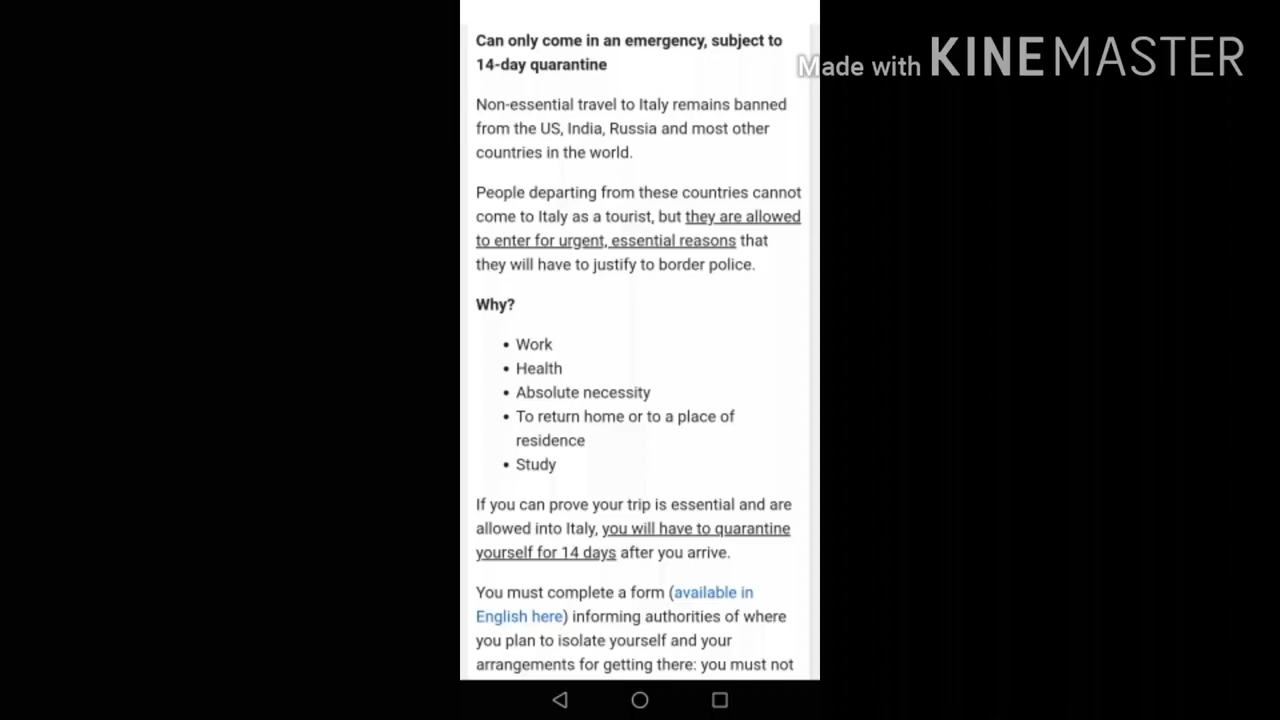 Can only come in an emergency, subject to
14-day quarantine
Made with KINEMASTER
Non-essential travel to Italy remains banned
from the US, India, Russia and most other
countries in the world.
People departing from these countries cannot
come to Italy as a tourist, but they are allowed
to enter for urgent, essential reasons that
they will have to justify to border police.
Why?
• Work
• Health
• Absolute necessity
• To return home or to a place of
residence
• Study
If you can prove your trip is essential and are
allowed into Italy, you will have to quarantine
yourself for 14 days after you arrive.
You must complete a form (available in
English here) informing authorities of where
you plan to isolate yourself and your
arrangements for getting there: you must not